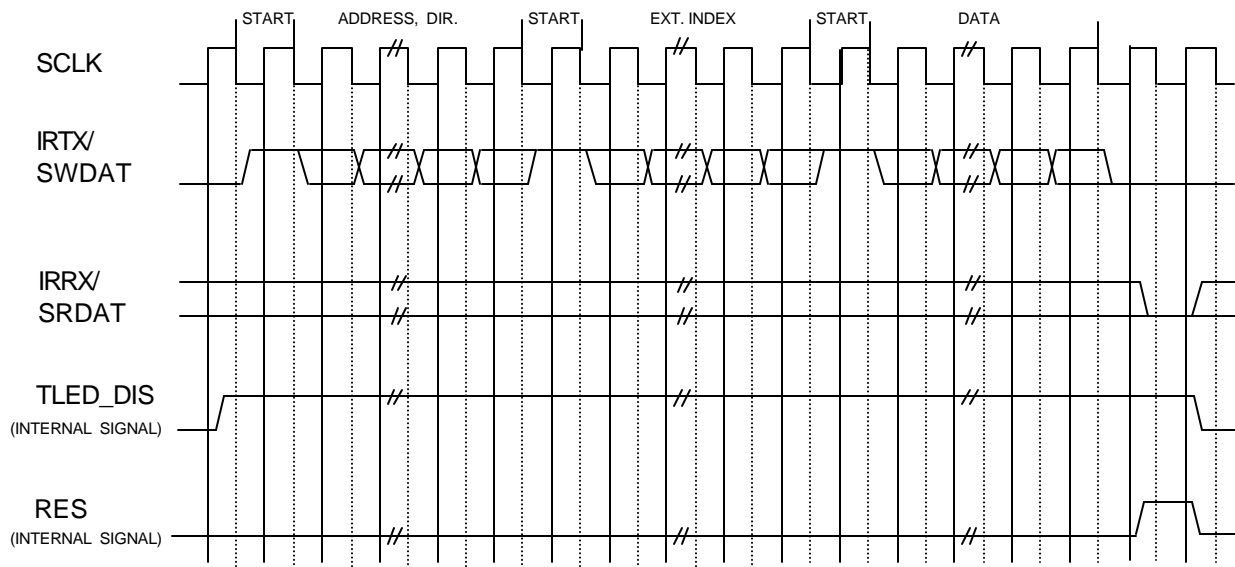 START ADDRESS, DIR. START EXT. INDEX START DATA
SCLK
IRTX/
SWDAT
IRRX/
SRDAT
TLED_DIS
(INTERNAL SIGNAL)
RES
(INTERNAL SIGNAL)